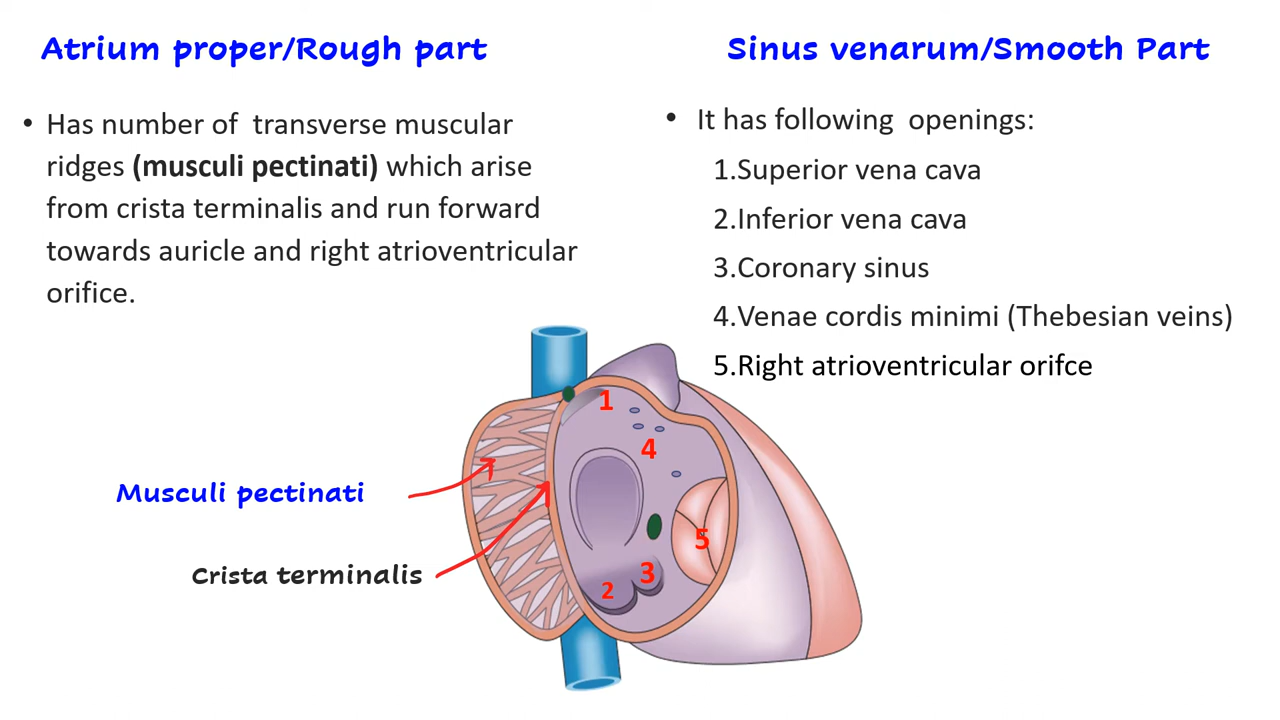 Atrium proper/Rough part
• Has number of transverse muscular
ridges (musculi pectinati) which arise
from crista terminalis and run forward
towards auricle and right atrioventricular
orifice.
Sinus venarum/Smooth Part
• It has following openings:
1.Superior vena cava
2.Inferior vena cava
3.Coronary sinus
4.Venae cordis minimi (Thebesian veins)
5.Right atrioventricular orifce
Musculi pectinati
Crista terminalis
1
4
5
3
2